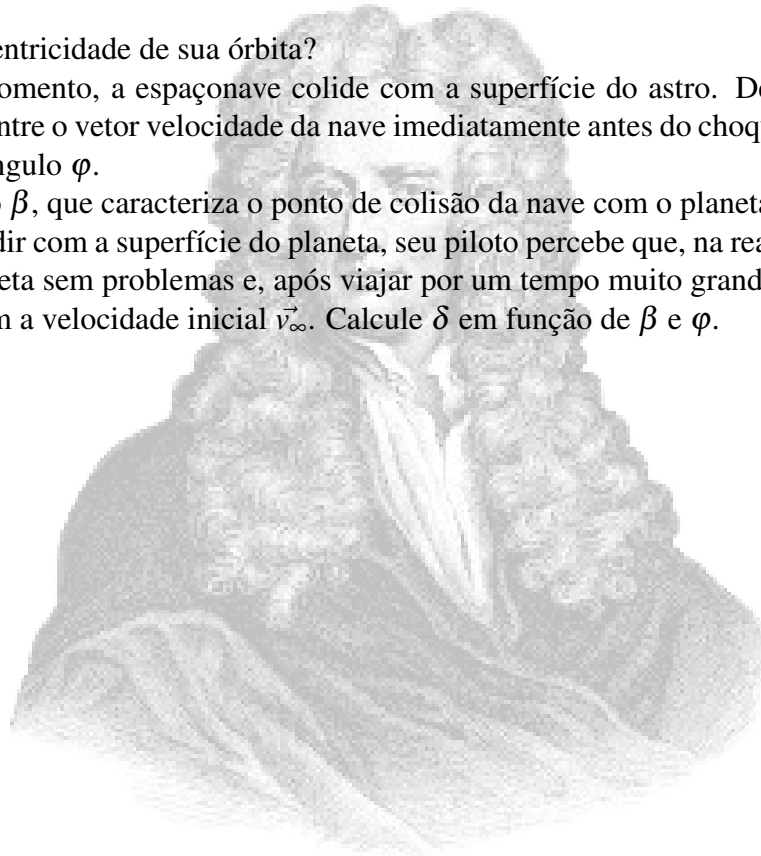 entricidade de sua órbita?
omento, a espaçonave colide com a superfície do astro. De
ntre o vetor velocidade da nave imediatamente antes do choqu
ngulo φ.
o β, que caracteriza o ponto de colisão da nave com o planeta
dir com a superfície do planeta, seu piloto percebe que, na rea
eta sem problemas e, após viajar por um tempo muito grand
m a velocidade inicial v⃗∞. Calcule δ em função de β e φ.